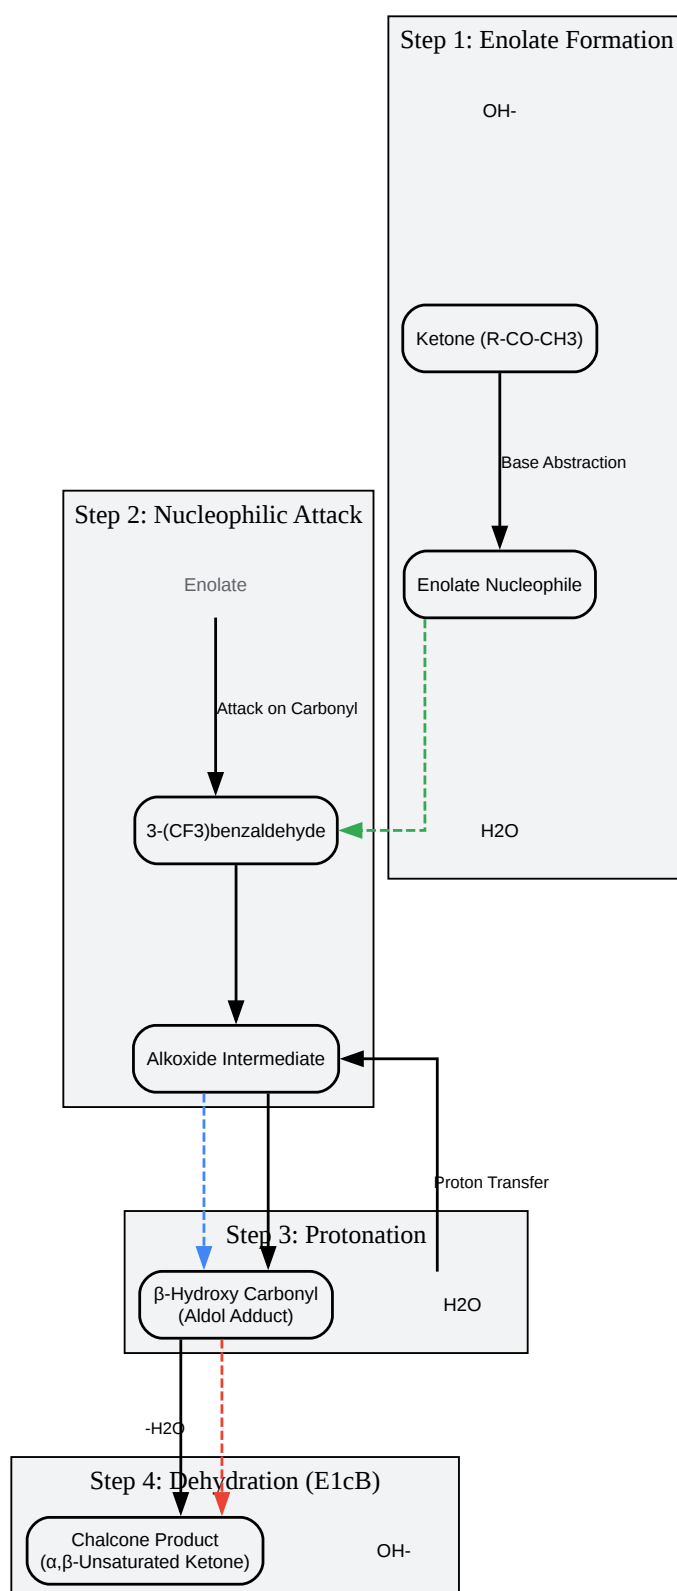 Step 1: Enolate Formation
OH-
Ketone (R-CO-CH3)
Base Abstraction
Step 2: Nucleophilic Attack
Enolate
Enolate Nucleophile
Attack on Carbonyl
3-(CF3)benzaldehyde
H2O
Alkoxide Intermediate
Proton Transfer
Step 3: Protonation
β-Hydroxy Carbonyl
(Aldol Adduct)
H2O
-H2O
Step 4: Dehydration (E1cB)
Chalcone Product
(α,β-Unsaturated Ketone)
OH-